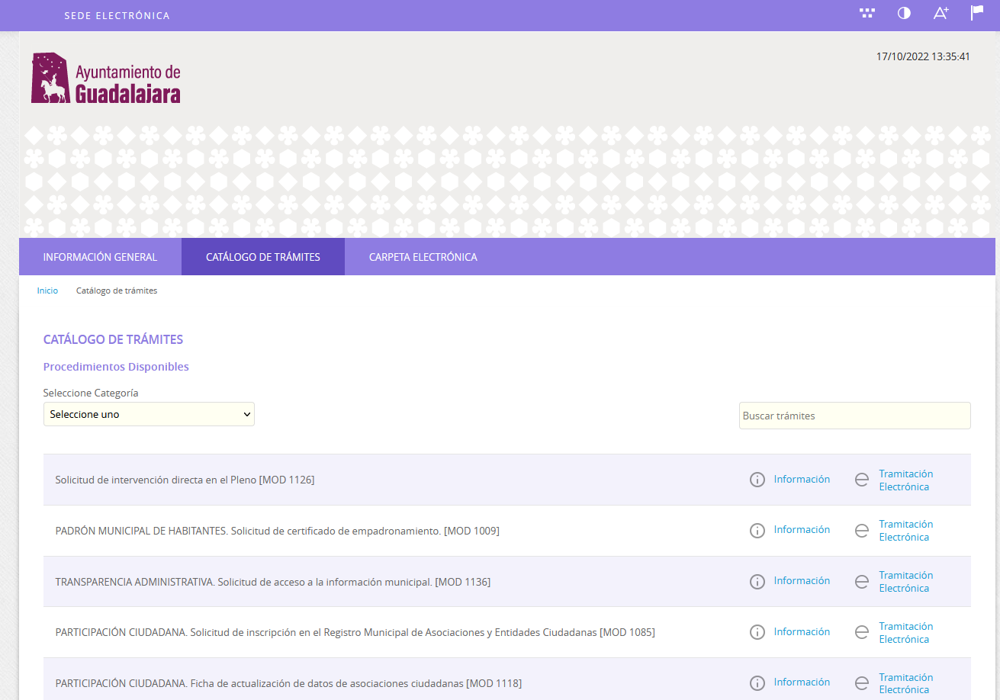 SEDE ELECTRÓNICA
A+
17/10/2022 13:35:41
Ayuntamiento de
Guadalajara
INFORMACIÓN GENERAL
CATÁLOGO DE TRÁMITES
CARPETA ELECTRÓNICA
Inicio
Catálogo de trámites
CATÁLOGO DE TRÁMITES
Procedimientos Disponibles
Seleccione Categoría
Seleccione uno
Buscar trámites
Solicitud de intervención directa en el Pleno [MOD 1126]
Información
Tramitación
Electrónica
PADRÓN MUNICIPAL DE HABITANTES. Solicitud de certificado de empadronamiento. [MOD 1009]
Información
Tramitación
Electrónica
TRANSPARENCIA ADMINISTRATIVA. Solicitud de acceso a la información municipal. [MOD 1136]
Información
Tramitación
Electrónica
PARTICIPACIÓN CIUDADANA. Solicitud de inscripción en el Registro Municipal de Asociaciones y Entidades Ciudadanas [MOD 1085]
Información
Tramitación
Electrónica
PARTICIPACIÓN CIUDADANA. Ficha de actualización de datos de asociaciones ciudadanas [MOD 1118]
Información
Tramitación
Electrónica